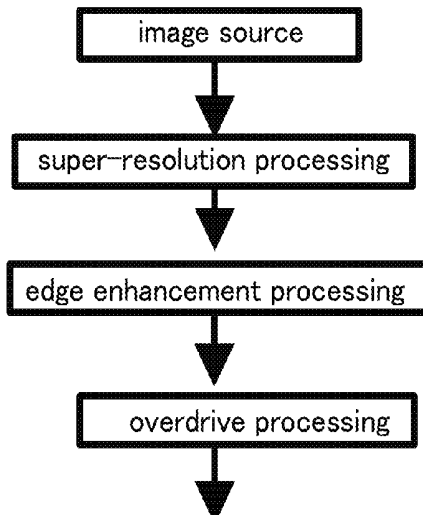 image source
super-resolution processing
edge enhancement processing
overdrive processing